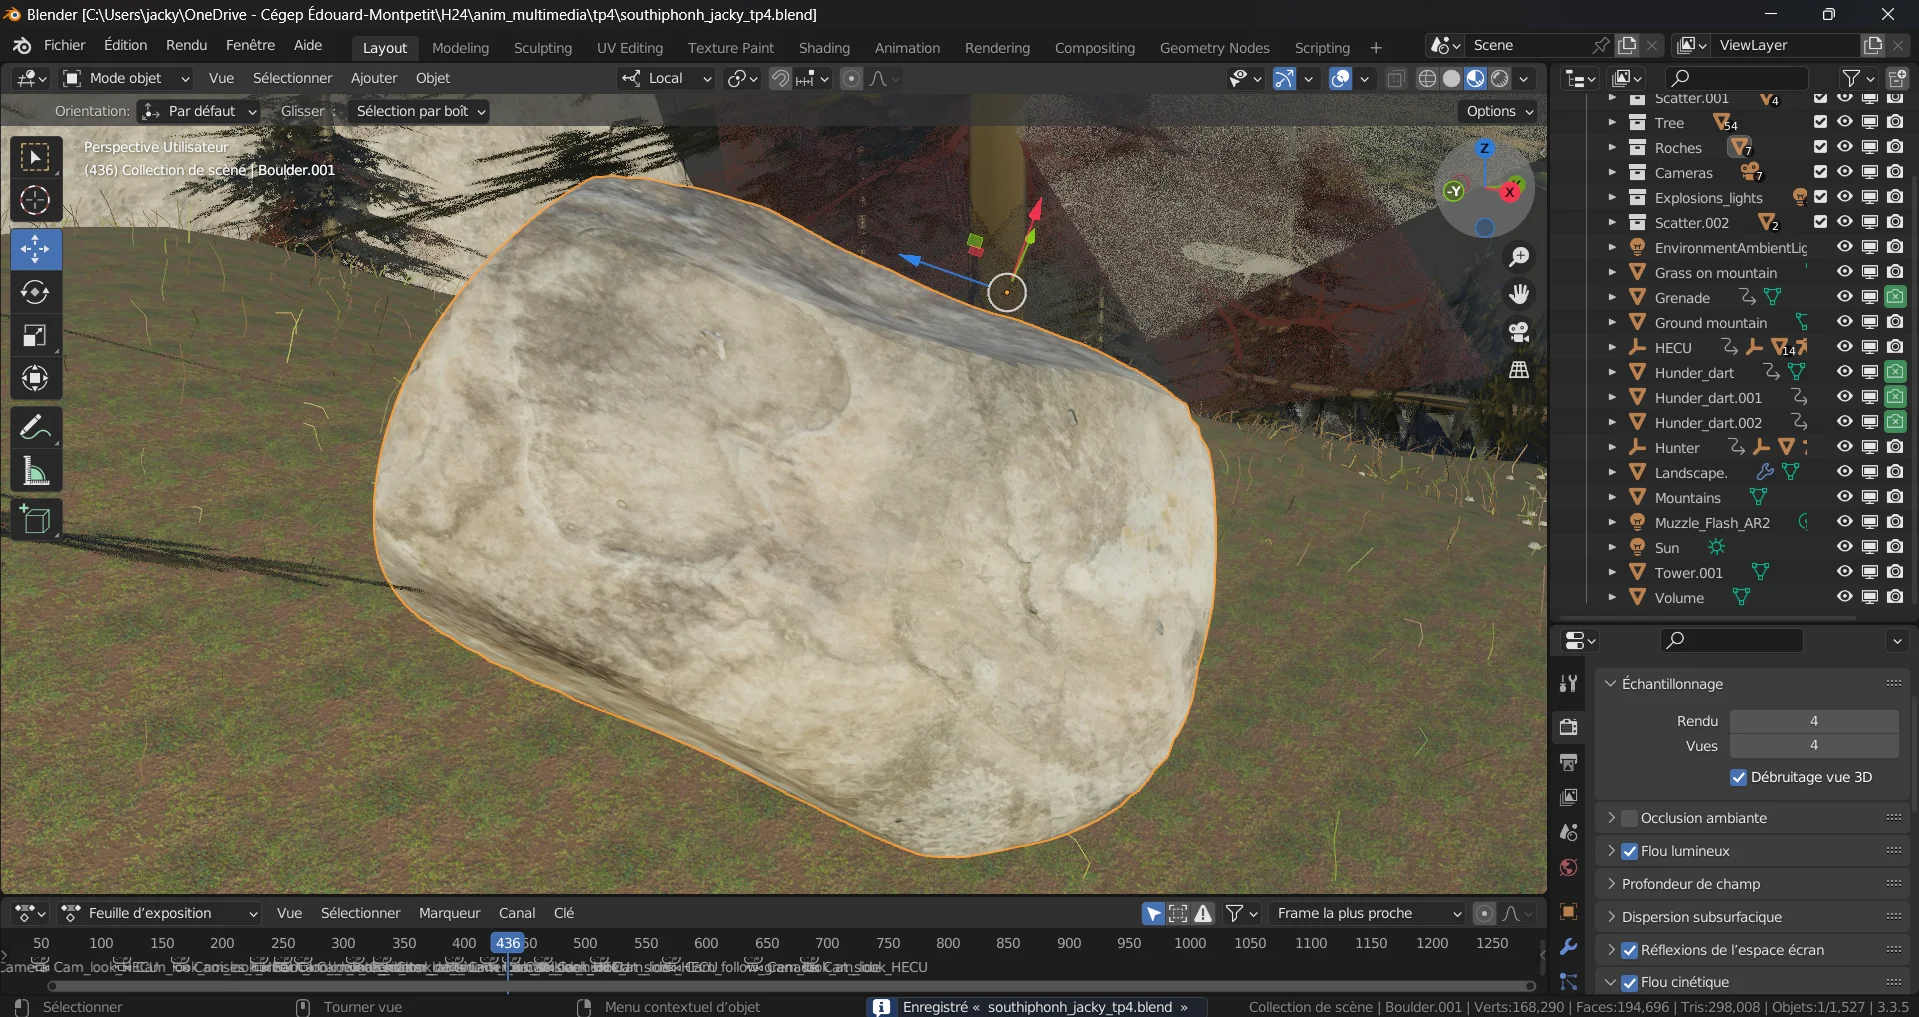 Blender [C:\Users\jacky\OneDrive - Cégep Édouard-Montpetit\H24\anim_multimedia\tp4\southiphonh_jacky_tp4.blend]
Fichier Édition Rendu Fenêtre Aide Layout Modeling Sculpting UV Editing Texture Paint Shading Animation Rendering Compositing Geometry Nodes Scripting + Scene ViewLayer
Mode objet Vue Sélectionner Ajouter Objet Local
Orientation: Par défaut Glisser : Sélection par boît Options
Perspective Utilisateur
(436) Collection de scène | Boulder.001
Z
-Y X Y
Scatter.001 4
Tree 54
Roches 7
Cameras 7
Explosions_lights
Scatter.002 2
EnvironmentAmbientLig
Grass on mountain
Grenade
Ground mountain
HECU 14
Hunder_dart
Hunder_dart.001
Hunder_dart.002
Hunter
Landscape.
Mountains
Muzzle_Flash_AR2
Sun
Tower.001
Volume
Échantillonnage
Rendu 4
Vues 4
Débruitage vue 3D
Occlusion ambiante
Flou lumineux
Profondeur de champ
Dispersion subsurfacique
Réflexions de l'espace écran
Flou cinétique
Feuille d'exposition Vue Sélectionner Marqueur Canal Clé Frame la plus proche
50 100 150 200 250 300 350 400 436 500 550 600 650 700 750 800 850 900 950 1000 1050 1100 1150 1200 1250
Sélectionner Tourner vue Menu contextuel d'objet Enregistré « southiphonh_jacky_tp4.blend » Collection de scène | Boulder.001 | Verts:168,290 | Faces:194,696 | Tris:298,008 | Objets:1/1,527 | 3.3.5